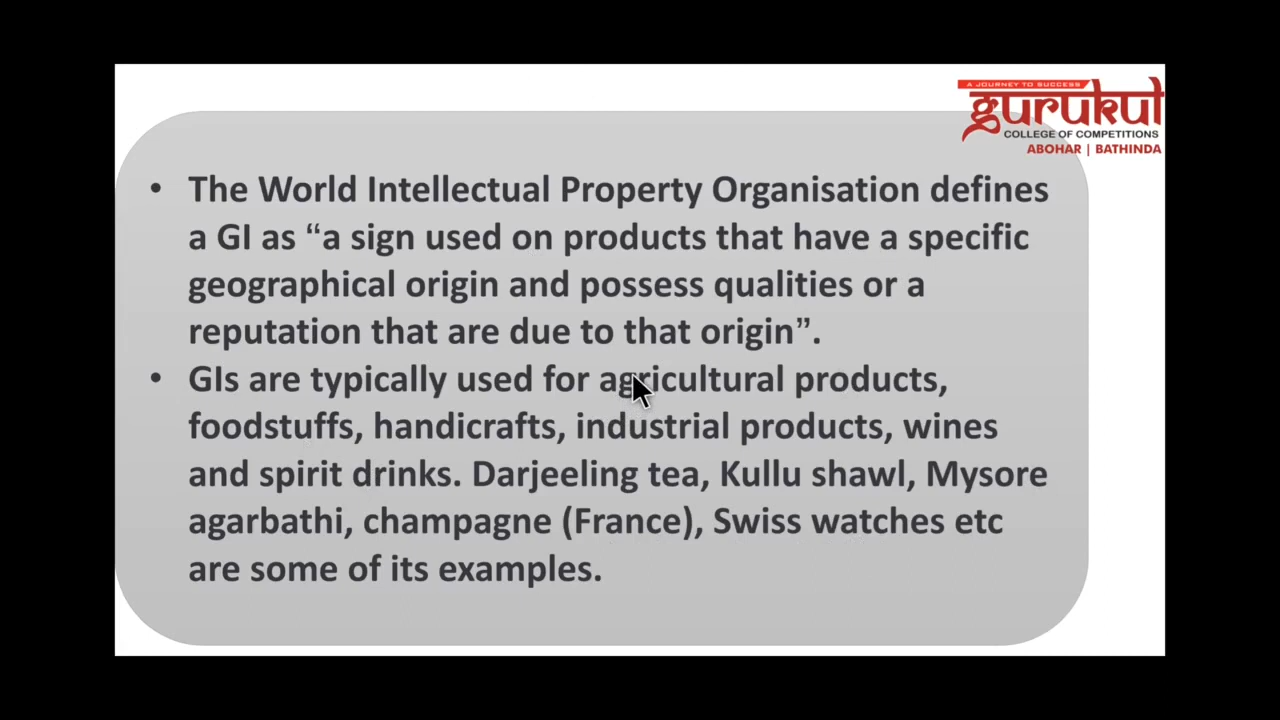 A JOURNEY TO SUCCESS
gurukul
COLLEGE OF COMPETITIONS
ABOHAR | BATHINDA
• The World Intellectual Property Organisation defines
a GI as “a sign used on products that have a specific
geographical origin and possess qualities or a
reputation that are due to that origin”.
• GIs are typically used for agricultural products,
foodstuffs, handicrafts, industrial products, wines
and spirit drinks. Darjeeling tea, Kullu shawl, Mysore
agarbathi, champagne (France), Swiss watches etc
are some of its examples.